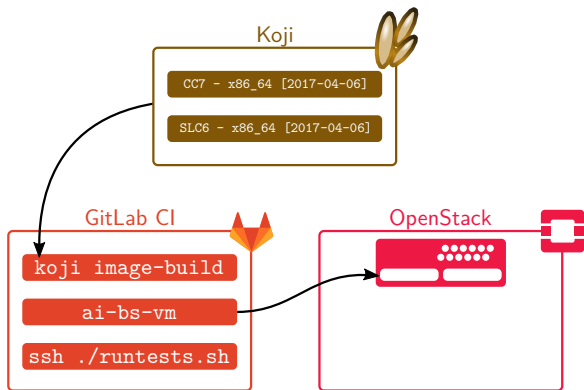 Koji
CC7 - x86_64 [2017-04-06]
SLC6 - x86_64 [2017-04-06]
GitLab CI
koji image-build
ai-bs-vm
ssh ./runtests.sh
OpenStack